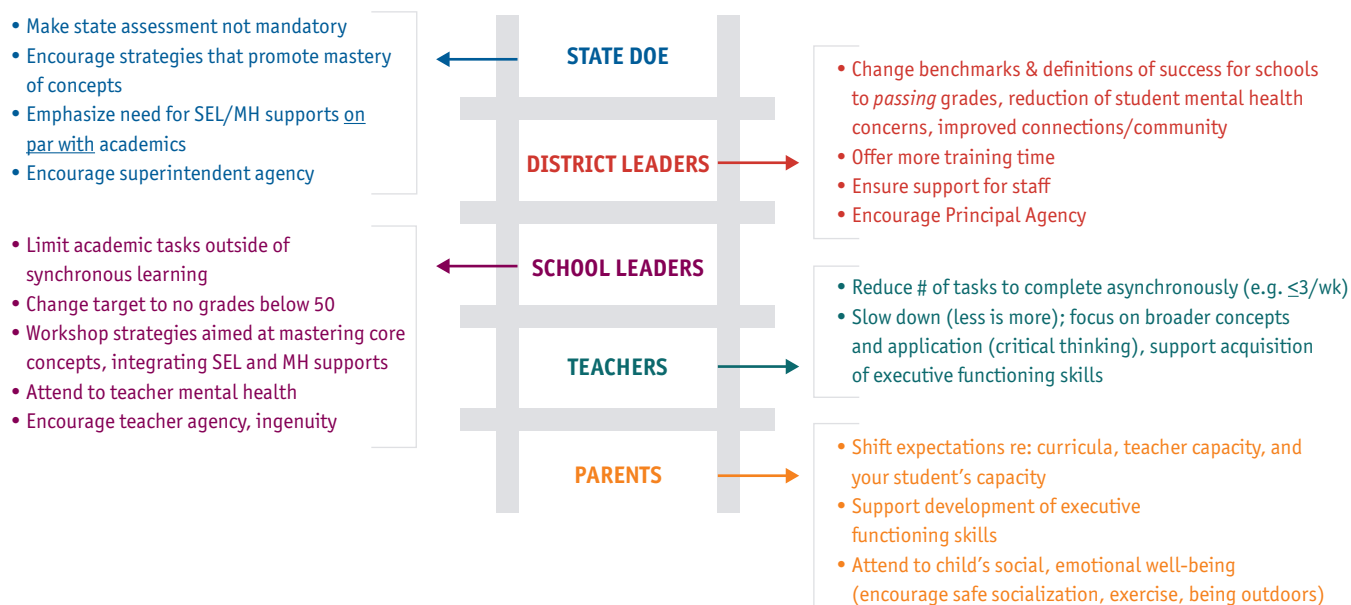 • Make state assessment not mandatory
• Encourage strategies that promote mastery
of concepts
• Emphasize need for SEL/MH supports on
par with academics
• Encourage superintendent agency
STATE DOE
• Change benchmarks & definitions of success for schools
to passing grades, reduction of student mental health
concerns, improved connections/community
• Offer more training time
• Ensure support for staff
• Encourage Principal Agency
DISTRICT LEADERS
• Limit academic tasks outside of
synchronous learning
• Change target to no grades below 50
• Workshop strategies aimed at mastering core
concepts, integrating SEL and MH supports
• Attend to teacher mental health
• Encourage teacher agency, ingenuity
SCHOOL LEADERS
• Reduce # of tasks to complete asynchronously (e.g. ≤3/wk)
• Slow down (less is more); focus on broader concepts
and application (critical thinking), support acquisition
of executive functioning skills
TEACHERS
• Shift expectations re: curricula, teacher capacity, and
your student’s capacity
• Support development of executive
functioning skills
• Attend to child’s social, emotional well-being
(encourage safe socialization, exercise, being outdoors)
PARENTS